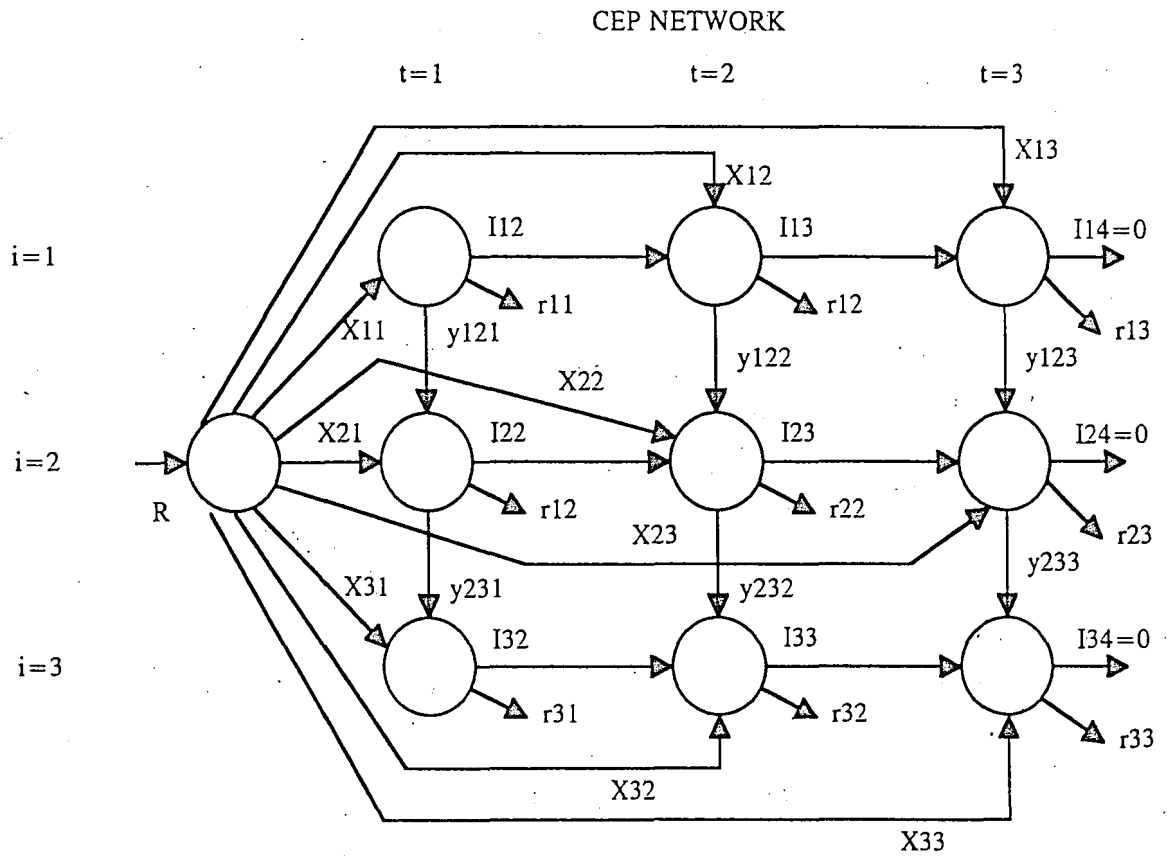 CEP NETWORK
t=1 t=2 t=3
X13
X12
i=1 I12 I13 I14=0
r11 r12 r13
X11 y121 y122 y123
X22
X21 I22 I23 I24=0
i=2
R r12 r22 r23
X23
X31 y231 y232 y233
i=3 I32 I33 I34=0
r31 r32 r33
X32
X33